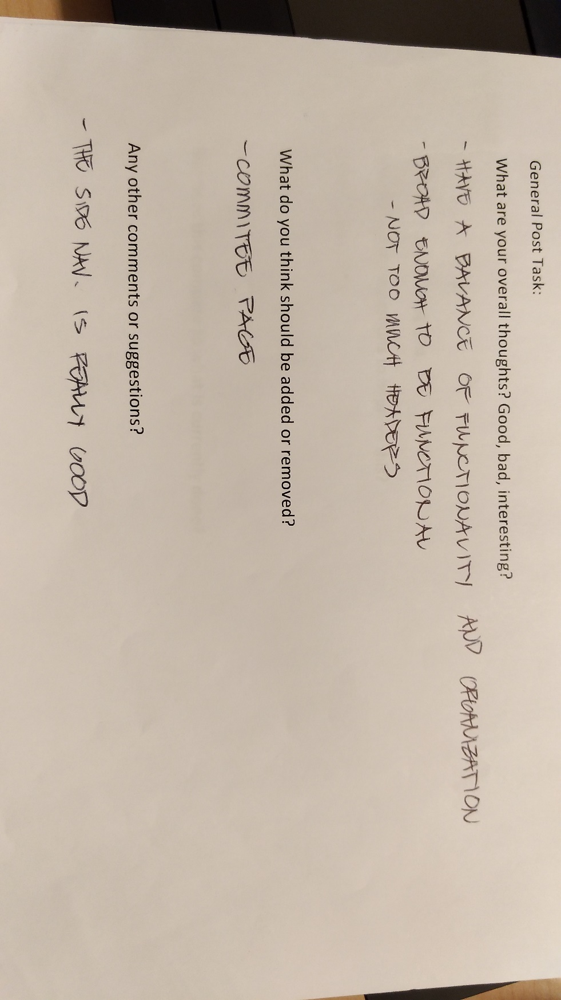 General Post Task:
What are your overall thoughts? Good, bad, interesting?
- HAVE A BALANCE OF FUNCTIONALITY AND ORGANIZATION
- BROAD ENOUGH TO BE FUNCTIONAL
- NOT TOO MUCH HEADERS
What do you think should be added or removed?
- COMMITEE PAGE
Any other comments or suggestions?
- THE SIDE NAV. IS REALLY GOOD